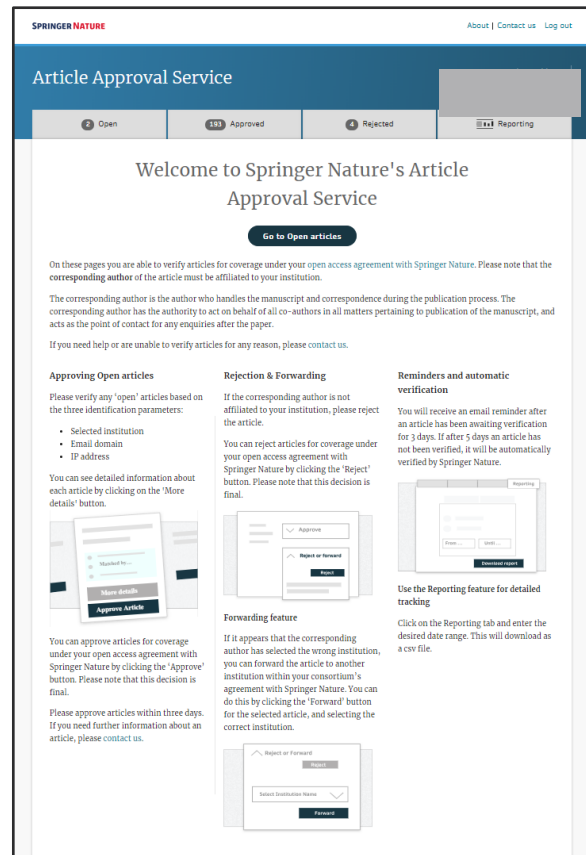 SPRINGER NATURE
About | Contact us Log out
Article Approval Service
2 Open
193 Approved
4 Rejected
Reporting
Welcome to Springer Nature's Article
Approval Service
Go to Open articles
On these pages you are able to verify articles for coverage under your open access agreement with Springer Nature. Please note that the
corresponding author of the article must be affiliated to your institution.
The corresponding author is the author who handles the manuscript and correspondence during the publication process. The
corresponding author has the authority to act on behalf of all co-authors in all matters pertaining to publication of the manuscript, and
acts as the point of contact for any enquiries after the paper.
If you need help or are unable to verify articles for any reason, please contact us.
Approving Open articles
Please verify any ‘open’ articles based on
the three identification parameters:
• Selected institution
• Email domain
• IP address
You can see detailed information about
each article by clicking on the ‘More
details’ button.
Matched by...
More details
Approve Article
You can approve articles for coverage
under your open access agreement with
Springer Nature by clicking the ‘Approve’
button. Please note that this decision is
final.
Please approve articles within three days.
If you need further information about an
article, please contact us.
Rejection & Forwarding
If the corresponding author is not
affiliated to your institution, please reject
the article.
You can reject articles for coverage under
your open access agreement with
Springer Nature by clicking the ‘Reject’
button. Please note that this decision is
final.
Approve
Reject or forward
Reject
Forwarding feature
If it appears that the corresponding
author has selected the wrong institution,
you can forward the article to another
institution within your consortium’s
agreement with Springer Nature. You can
do this by clicking the ‘Forward’ button
for the selected article, and selecting the
correct institution.
Reject or Forward
Reject
Select Institution Name
Forward
Reminders and automatic
verification
You will receive an email reminder after
an article has been awaiting verification
for 3 days. If after 5 days an article has
not been verified, it will be automatically
verified by Springer Nature.
Reporting
From ...
Until ...
Download report
Use the Reporting feature for detailed
tracking
Click on the Reporting tab and enter the
desired date range. This will download as
a csv file.